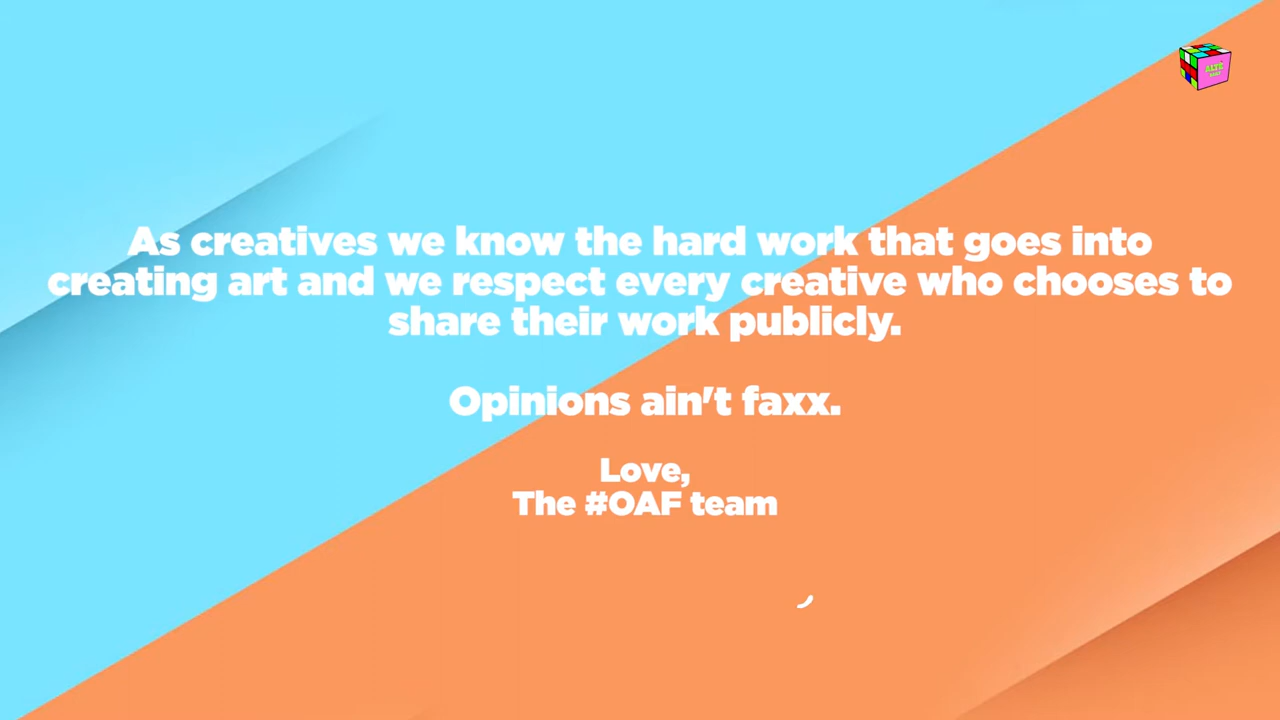 As creatives we know the hard work that goes into
creating art and we respect every creative who chooses to
share their work publicly.
Opinions ain't faxx.
Love,
The #OAF team
ALTÉ